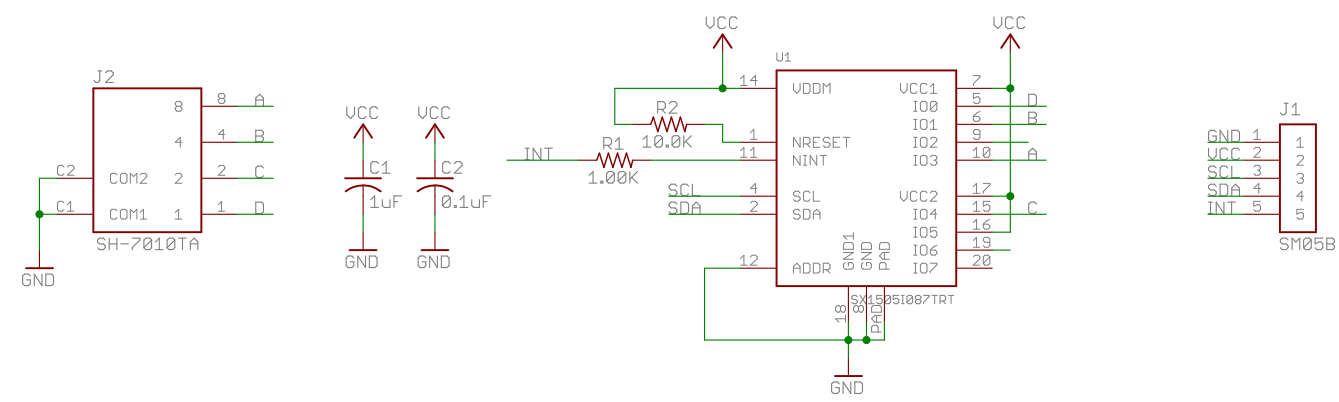 J2
8 8 A
4 4 B
C2 COM2 2 2 C
C1 COM1 1 1 D
SH-7010TA
GND
VCC
C1
1uF
GND
VCC
C2
0.1uF
GND
VCC
VCC
U1
14 VDDM VCC1 7
IO0 5 D
R2
10.0K
IO1 6 B
1 NRESET IO2 9
INT R1 11 NINT IO3 10 A
1.00K
SCL 4 SCL VCC2 17
SDA 2 SDA IO4 15 C
IO5 16
IO6 19
12 ADDR IO7 20
GND1
GND
PAD
SX1505I087TRT
18
8
PAD
GND
J1
GND 1 1
VCC 2 2
SCL 3 3
SDA 4 4
INT 5 5
SM05B